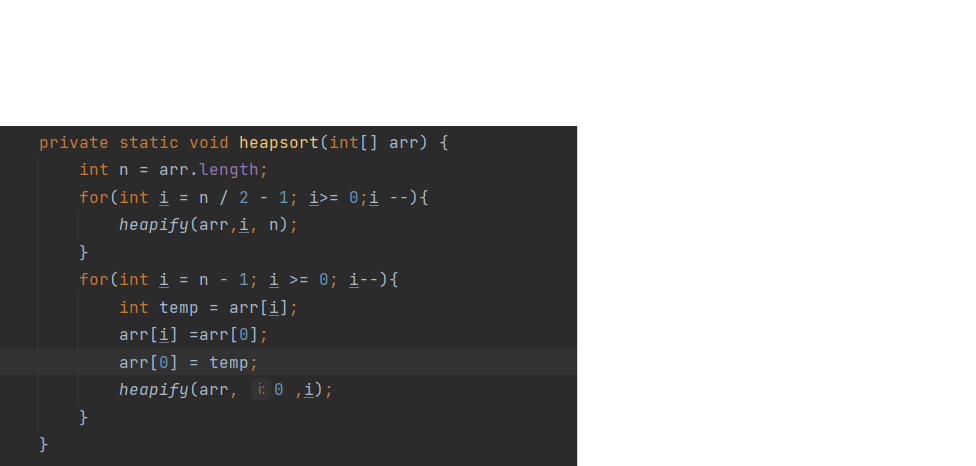 private static void heapsort(int[] arr) {
    int n = arr.length;
    for(int i = n / 2 - 1; i>= 0;i --){
        heapify(arr,i, n);
    }
    for(int i = n - 1; i >= 0; i--){
        int temp = arr[i];
        arr[i] =arr[0];
        arr[0] = temp;
        heapify(arr, i: 0 ,i);
    }
}